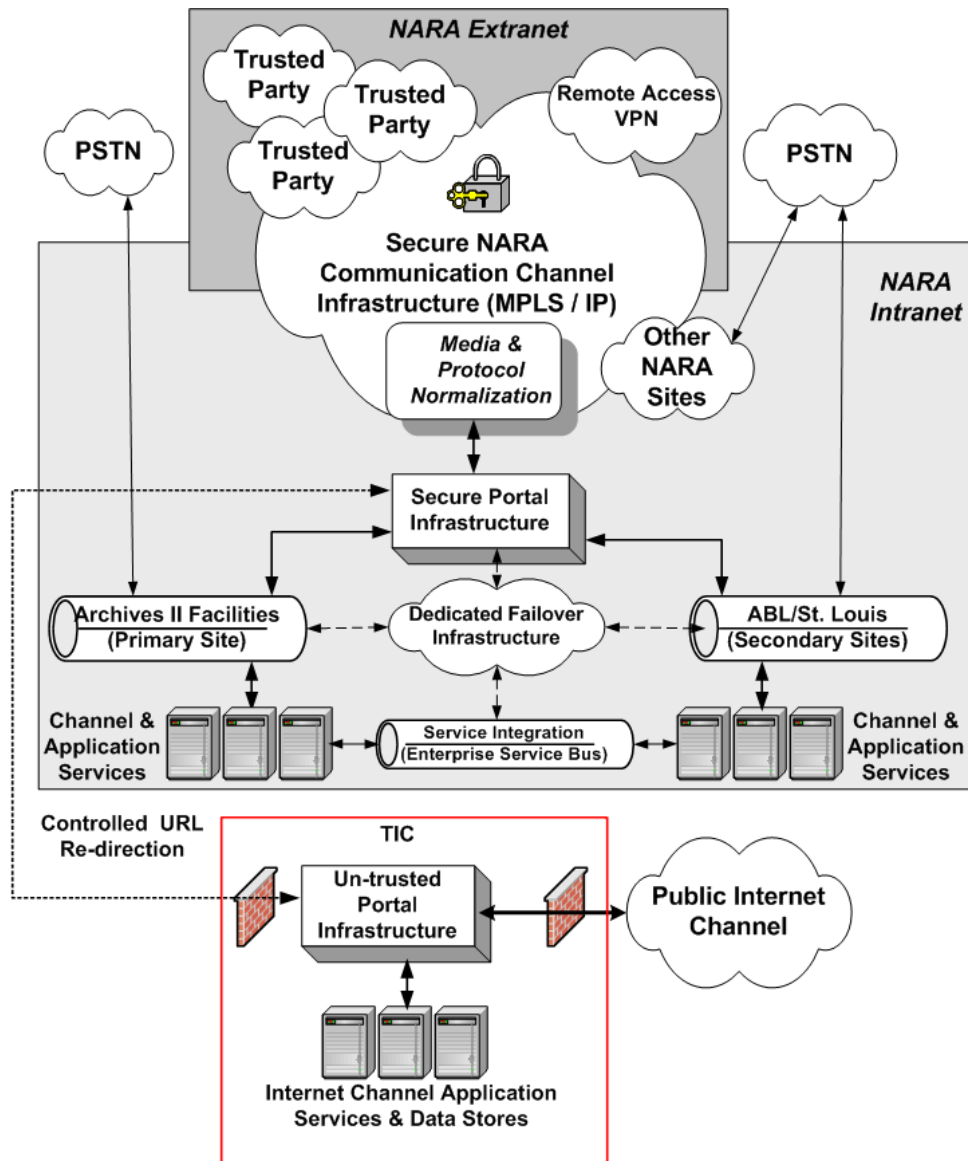 NARA Extranet
Trusted
Party
Trusted
Party
Trusted
Party
Remote Access
VPN
PSTN
PSTN
Secure NARA
Communication Channel
Infrastructure (MPLS / IP)
NARA
Intranet
Media &
Protocol
Normalization
Other
NARA
Sites
Secure Portal
Infrastructure
Archives II Facilities
(Primary Site)
Dedicated Failover
Infrastructure
ABL/St. Louis
(Secondary Sites)
Channel &
Application
Services
Service Integration
(Enterprise Service Bus)
Channel &
Application
Services
Controlled URL
Re-direction
TIC
Un-trusted
Portal
Infrastructure
Public Internet
Channel
Internet Channel Application
Services & Data Stores